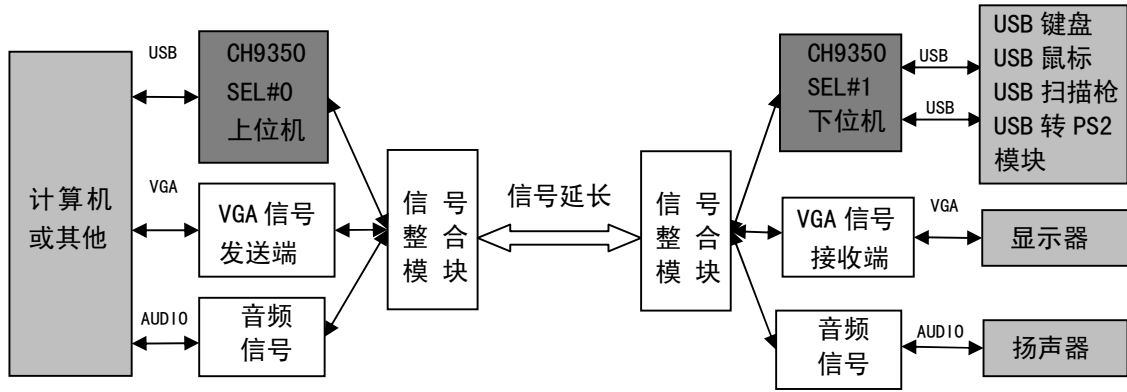 计算机
或其他
USB
VGA
AUDIO
CH9350
SEL#0
上位机
VGA 信号
发送端
音频
信号
信号
整合
模块
信号延长
信号
整合
模块
CH9350
SEL#1
下位机
VGA 信号
接收端
音频
信号
USB
USB
VGA
AUDIO
USB 键盘
USB 鼠标
USB 扫描枪
USB 转 PS2
模块
显示器
扬声器